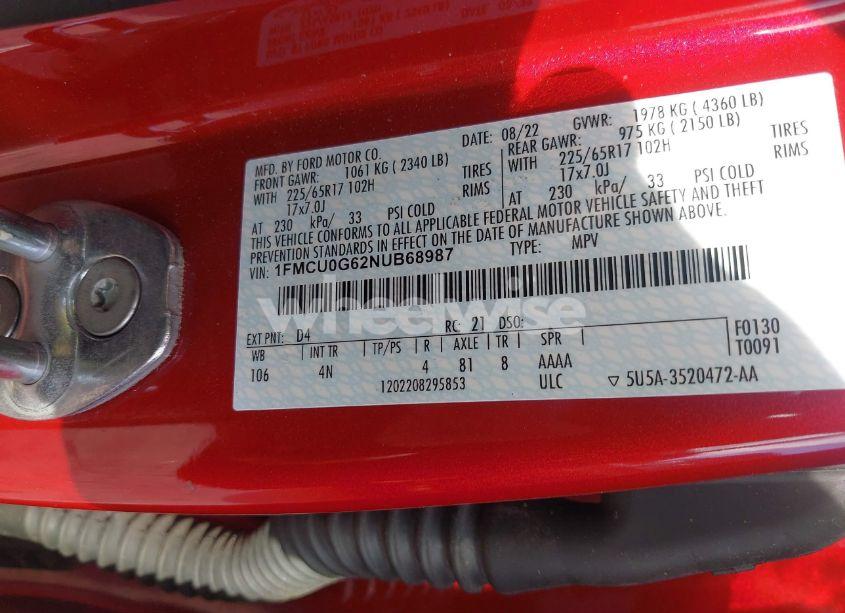 MFD. BY FORD MOTOR CO.
DATE: 08/22 GVWR: 1978 KG ( 4360 LB)
FRONT GAWR: 1061 KG ( 2340 LB) REAR GAWR: 975 KG ( 2150 LB)
WITH 225/65R17 102H TIRES WITH 225/65R17 102H TIRES
17x7.0J RIMS 17x7.0J RIMS
AT 230 kPa/ 33 PSI COLD AT 230 kPa/ 33 PSI COLD
THIS VEHICLE CONFORMS TO ALL APPLICABLE FEDERAL MOTOR VEHICLE SAFETY AND THEFT
PREVENTION STANDARDS IN EFFECT ON THE DATE OF MANUFACTURE SHOWN ABOVE.
VIN: 1FMCU0G62NUB68987 TYPE: MPV
wheelwise
EXT PNT: D4 RC: 21 DSO: F0130
WB INT TR TP/PS R AXLE TR SPR T0091
106 4N 4 81 8 AAAA
1202208295853 ULC ▽ 5U5A-3520472-AA